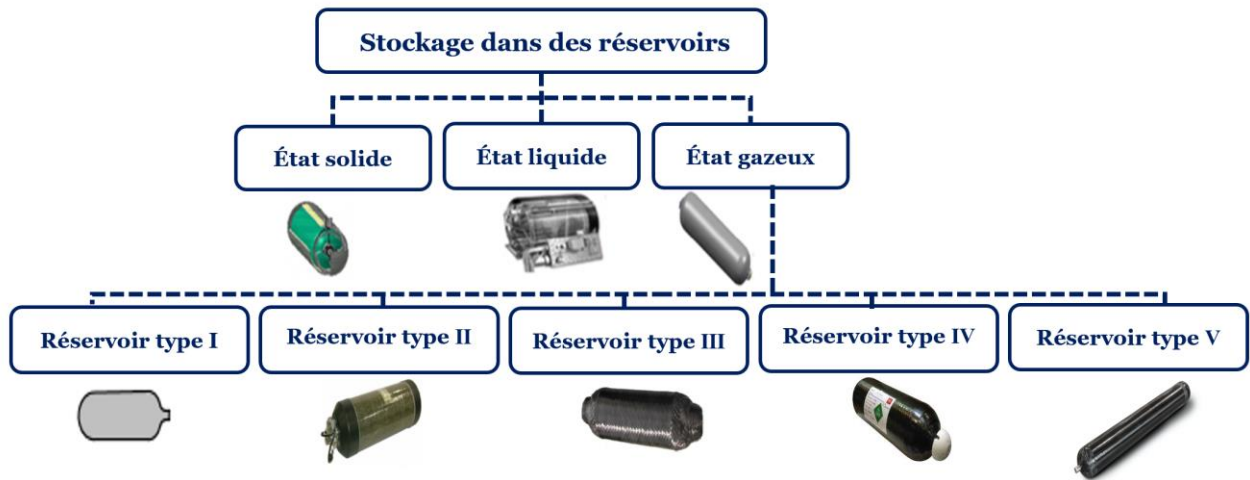 Stockage dans des réservoirs
État solide
État liquide
État gazeux
Réservoir type I
Réservoir type II
Réservoir type III
Réservoir type IV
Réservoir type V